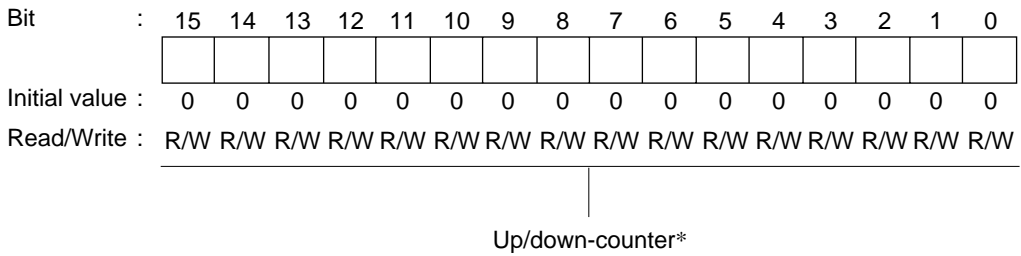 Bit : 15 14 13 12 11 10 9 8 7 6 5 4 3 2 1 0
Initial value : 0 0 0 0 0 0 0 0 0 0 0 0 0 0 0 0
Read/Write : R/W R/W R/W R/W R/W R/W R/W R/W R/W R/W R/W R/W R/W R/W R/W R/W
Up/down-counter*